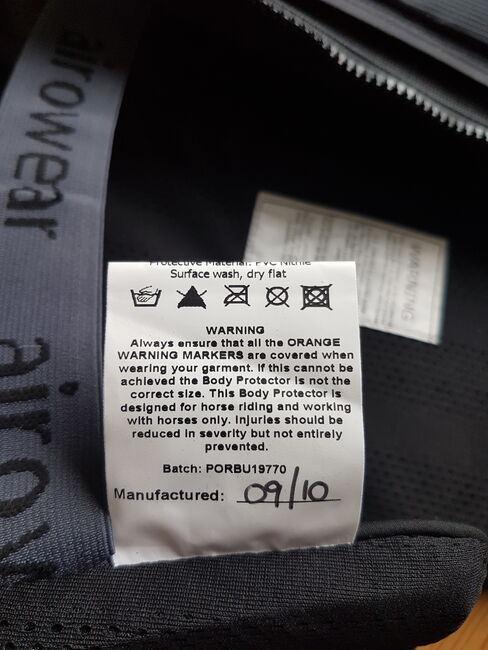 airowear
airow
WARNING
Protective Material: PVC Nitrile
Surface wash, dry flat
WARNING
Always ensure that all the ORANGE
WARNING MARKERS are covered when
wearing your garment. If this cannot be
achieved the Body Protector is not the
correct size. This Body Protector is
designed for horse riding and working
with horses only. Injuries should be
reduced in severity but not entirely
prevented.
Batch: PORBU19770
Manufactured: 09/10